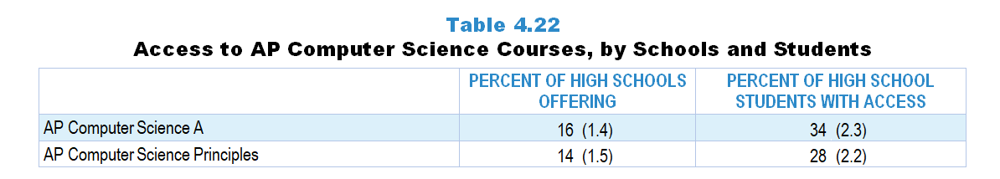 Table 4.22
Access to AP Computer Science Courses, by Schools and Students
PERCENT OF HIGH SCHOOLS OFFERING
PERCENT OF HIGH SCHOOL STUDENTS WITH ACCESS
AP Computer Science A 16 (1.4) 34 (2.3)
AP Computer Science Principles 14 (1.5) 28 (2.2)